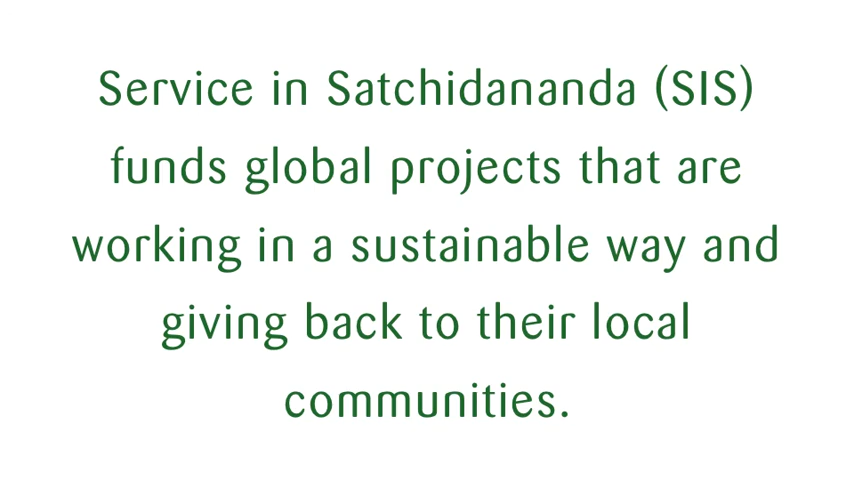 Service in Satchidananda (SIS)
funds global projects that are
working in a sustainable way and
giving back to their local
communities.